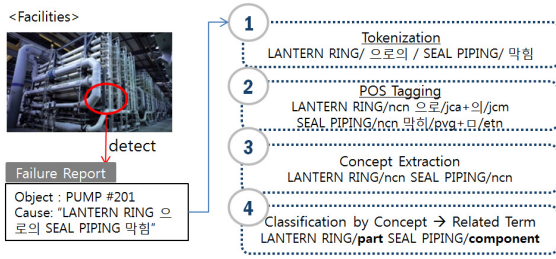 <Facilities>
detect
Failure Report
Object : PUMP #201
Cause: “LANTERN RING 으
로의 SEAL PIPING 막힘”
1
Tokenization
LANTERN RING/ 으로의 / SEAL PIPING/ 막힘
2
POS Tagging
LANTERN RING/ncn 으로/jca+의/jcm
SEAL PIPING/ncn 막히/pvg+ㅁ/etn
3
Concept Extraction
LANTERN RING/ncn SEAL PIPING/ncn
4
Classification by Concept → Related Term
LANTERN RING/part SEAL PIPING/component